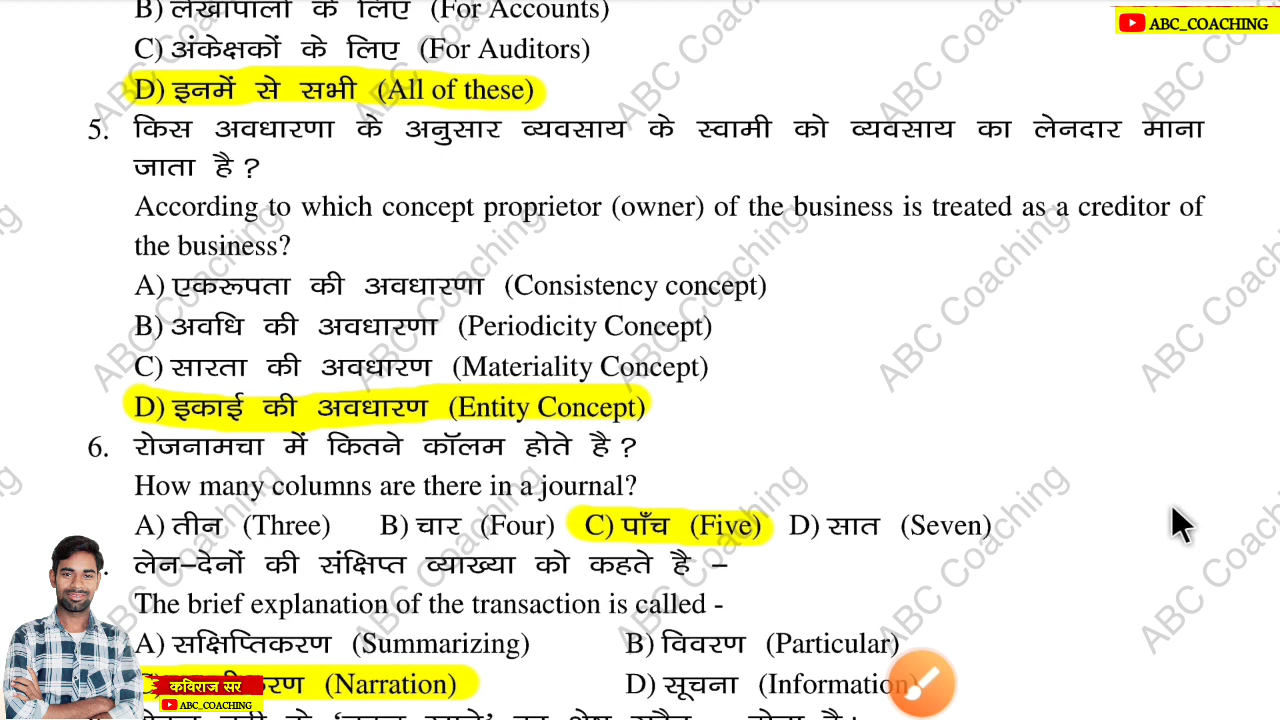 B) लेखापालों के लिए (For Accounts)
ABC_COACHING
C) अंकेक्षकों के लिए (For Auditors)
D) इनमें से सभी (All of these)
5. किस अवधारणा के अनुसार व्यवसाय के स्वामी को व्यवसाय का लेनदार माना
जाता है ?
According to which concept proprietor (owner) of the business is treated as a creditor of
the business?
A) एकरूपता की अवधारणा (Consistency concept)
B) अवधि की अवधारणा (Periodicity Concept)
C) सारता की अवधारण (Materiality Concept)
D) इकाई की अवधारण (Entity Concept)
6. रोजनामचा में कितने कॉलम होते है ?
How many columns are there in a journal?
A) तीन (Three) B) चार (Four) C) पाँच (Five) D) सात (Seven)
लेन–देनों की संक्षिप्त व्याख्या को कहते है –
The brief explanation of the transaction is called -
A) सक्षिप्तिकरण (Summarizing) B) विवरण (Particular)
(Narration) D) सूचना (Information)
कविराज सर
ABC_COACHING
ABC Coaching